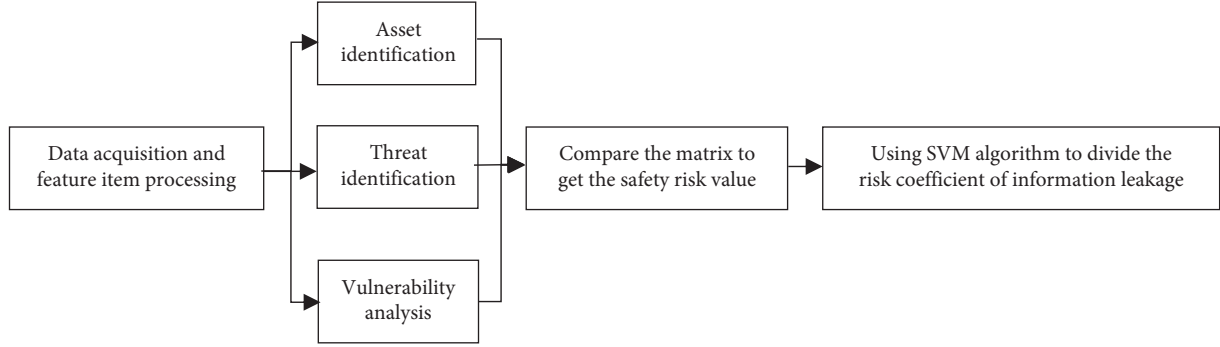 Asset
identification
Data acquisition and
feature item processing
Threat
identification
Vulnerability
analysis
Compare the matrix to
get the safety risk value
Using SVM algorithm to divide the
risk coefficient of information leakage